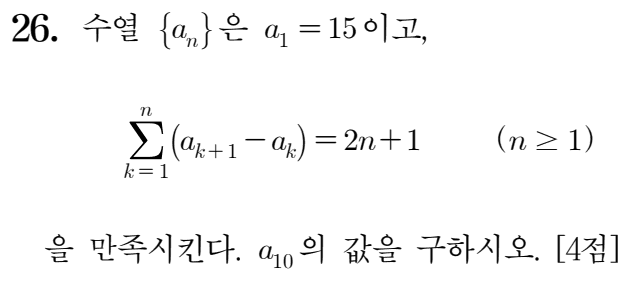 26. 수열 {aₙ}은 a₁ = 15이고,
∑ₖ₌₁ⁿ (aₖ₊₁ − aₖ) = 2n+1 (n ≥ 1)
을 만족시킨다. a₁₀의 값을 구하시오. [4점]